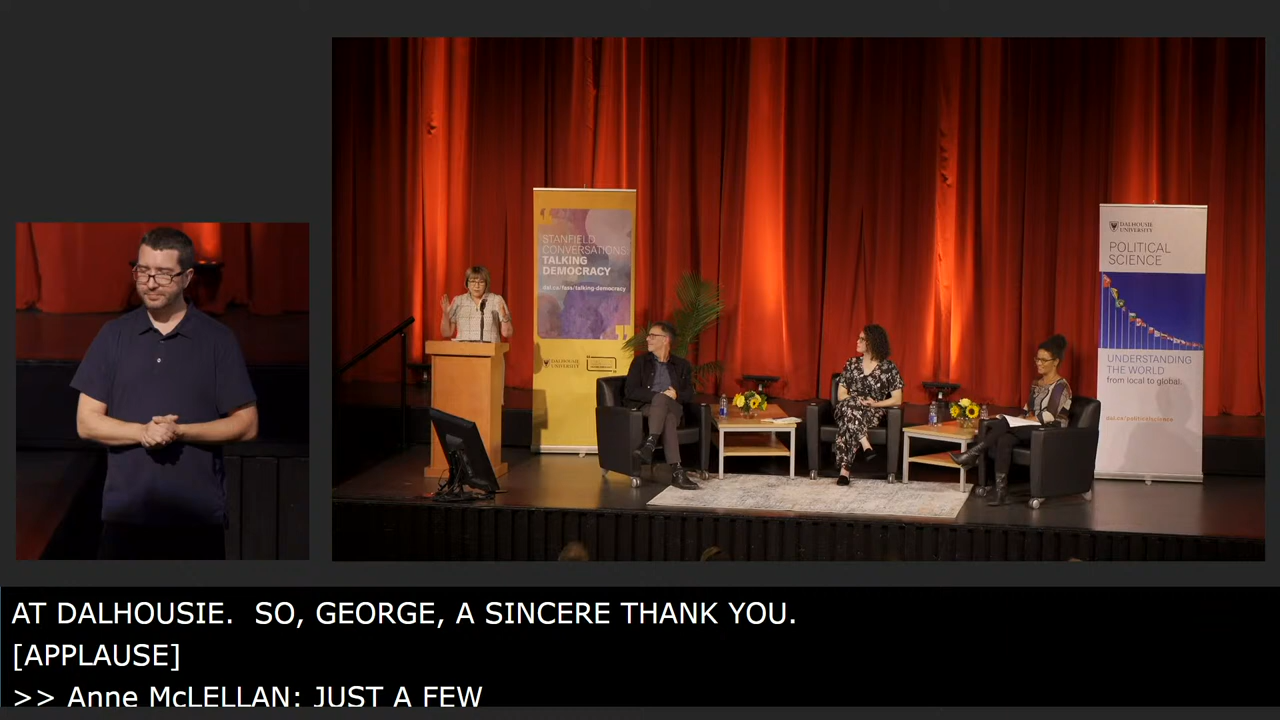 STANFIELD
CONVERSATIONS:
TALKING
DEMOCRACY
dal.ca/fass/talking-democracy
DALHOUSIE
UNIVERSITY
DALHOUSIE
UNIVERSITY
POLITICAL
SCIENCE
UNDERSTANDING
THE WORLD
from local to global.
dal.ca/politicalscience
AT DALHOUSIE.  SO, GEORGE, A SINCERE THANK YOU.
[APPLAUSE]
>> Anne McLELLAN: JUST A FEW